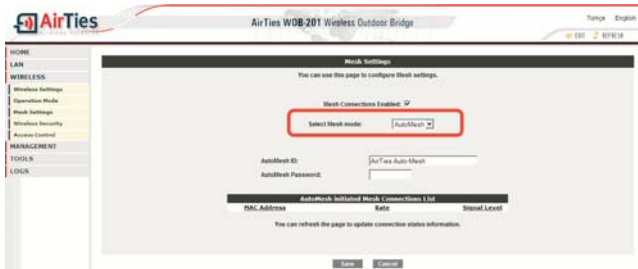 AirTies
AirTies WOB-201 Wireless Outdoor Bridge
Türkçe English
EXIT REFRESH
HOME
LAN
WIRELESS
Wireless Settings
Operation Mode
Mesh Settings
Wireless Security
Access Control
MANAGEMENT
TOOLS
LOGS
Mesh Settings
You can use this page to configure Mesh settings.
Mesh Connections Enabled:
Select Mesh mode: AutoMesh
AutoMesh ID: AirTies Auto-Mesh
AutoMesh Password:
AutoMesh initiated Mesh Connections List
MAC Address Rate Signal Level
You can refresh the page to update connection status information.
Save Cancel